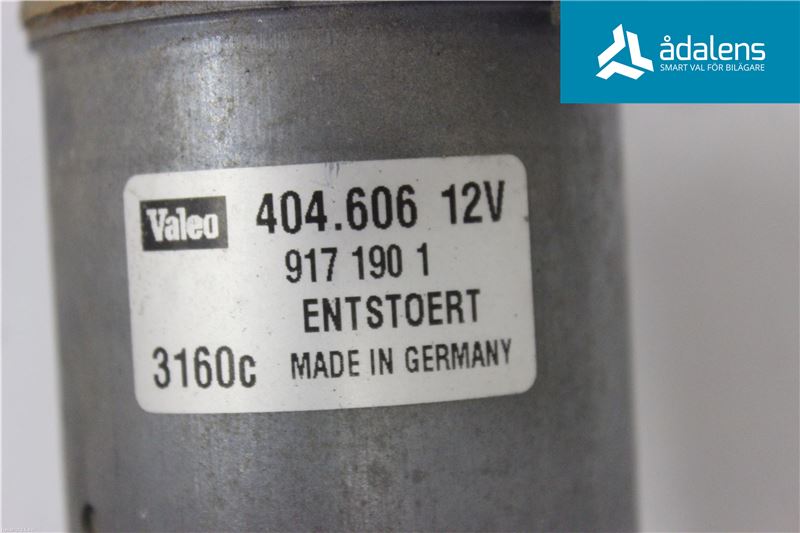 ådalens
SMART VAL FÖR BILÄGARE
Valeo 404.606 12V
917 190 1
ENTSTOERT
3160c MADE IN GERMANY